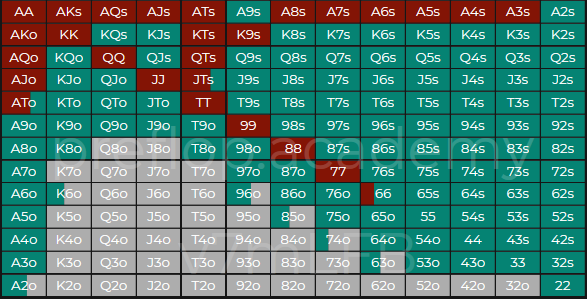 AA AKs AQs AJs ATs A9s A8s A7s A6s A5s A4s A3s A2s
AKo KK KQs KJs KTs K9s K8s K7s K6s K5s K4s K3s K2s
AQo KQo QQ QJs QTs Q9s Q8s Q7s Q6s Q5s Q4s Q3s Q2s
AJo KJo QJo JJ JTs J9s J8s J7s J6s J5s J4s J3s J2s
ATo KTo QTo JTo TT T9s T8s T7s T6s T5s T4s T3s T2s
A9o K9o Q9o J9o T9o 99 98s 97s 96s 95s 94s 93s 92s
A8o K8o Q8o J8o T8o 98o 88 87s 86s 85s 84s 83s 82s
preflop.academy
A7o K7o Q7o J7o T7o 97o 87o 77 76s 75s 74s 73s 72s
A6o K6o Q6o J6o T6o 96o 86o 76o 66 65s 64s 63s 62s
A5o K5o Q5o J5o T5o 95o 85o 75o 65o 55 54s 53s 52s
A4o K4o Q4o J4o T4o 94o 84o 74o 64o 54o 44 43s 42s
A3o K3o Q3o J3o T3o 93o 83o 73o 63o 53o 43o 33 32s
A2o K2o Q2o J2o T2o 92o 82o 72o 62o 52o 42o 32o 22